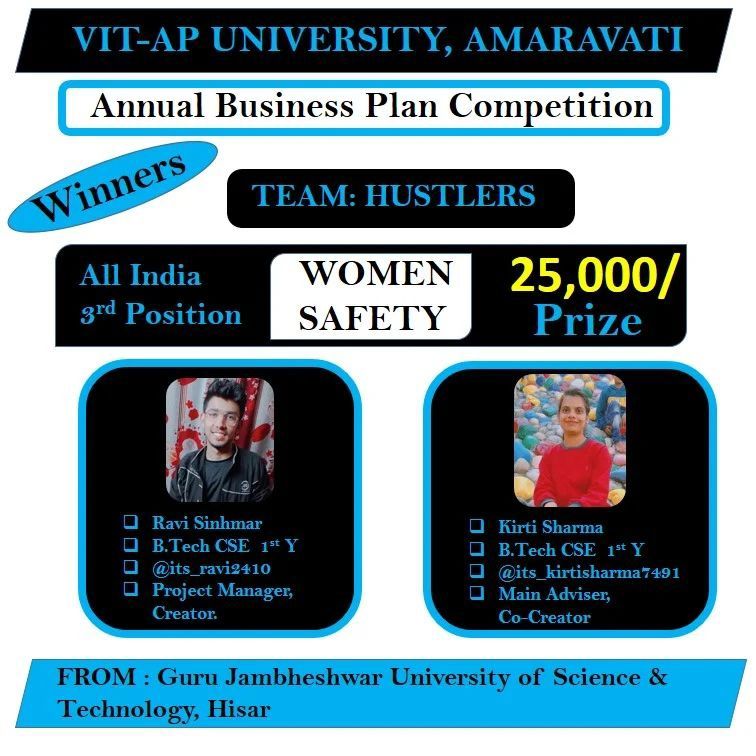 VIT-AP UNIVERSITY, AMARAVATI
Annual Business Plan Competition
Winners
TEAM: HUSTLERS
All India
3rd Position
WOMEN
SAFETY
25,000/
Prize
Ravi Sinhmar
B.Tech CSE 1st Y
@its_ravi2410
Project Manager,
Creator.
Kirti Sharma
B.Tech CSE 1st Y
@its_kirtisharma7491
Main Adviser,
Co-Creator
FROM : Guru Jambheshwar University of Science &
Technology, Hisar